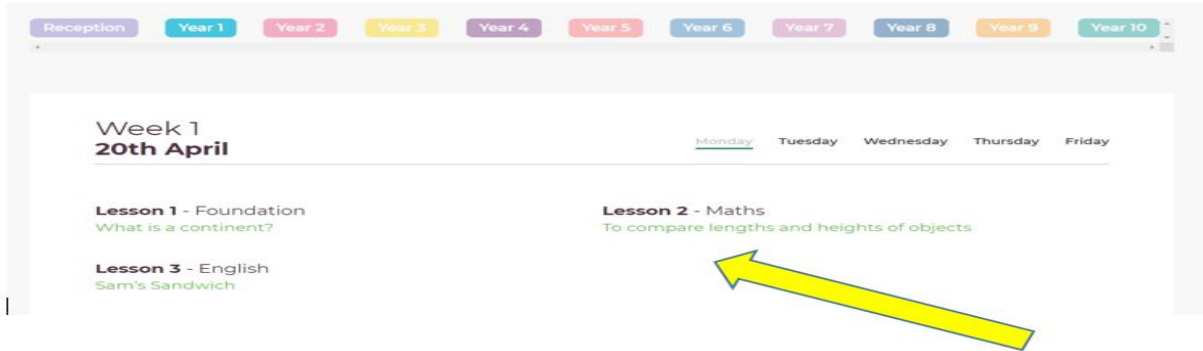 Reception Year 1 Year 2 Year 3 Year 4 Year 5 Year 6 Year 7 Year 8 Year 9 Year 10
Week 1
20th April
Monday Tuesday Wednesday Thursday Friday
Lesson 1 - Foundation
What is a continent?
Lesson 2 - Maths
To compare lengths and heights of objects
Lesson 3 - English
Sam's Sandwich